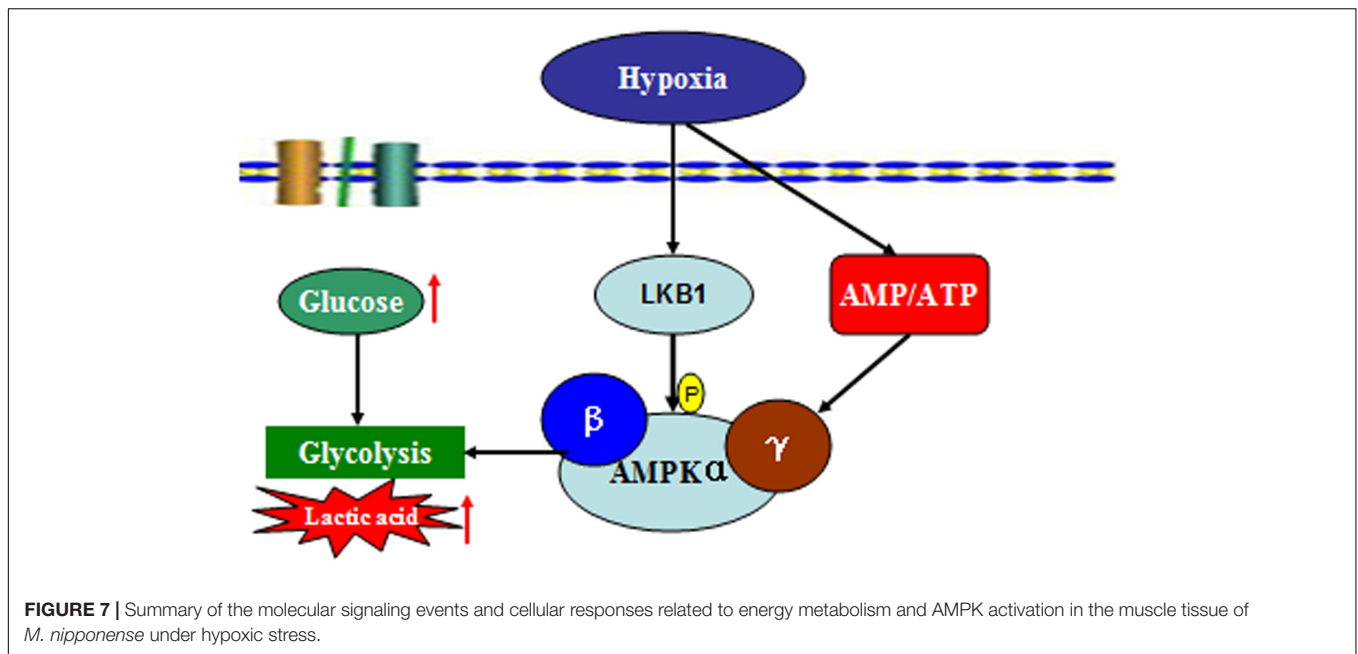 Hypoxia
Glucose
LKB1
AMP/ATP
P
β
γ
Glycolysis
AMPKα
Lactic acid
FIGURE 7 | Summary of the molecular signaling events and cellular responses related to energy metabolism and AMPK activation in the muscle tissue of
M. nipponense under hypoxic stress.